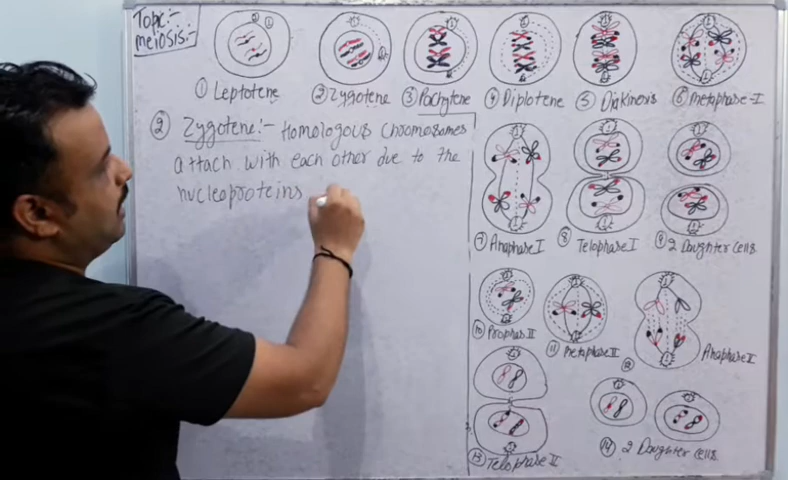 Topic:-
meiosis:-
① Leptotene
② Zygotene
③ Pachytene
④ Diplotene
⑤ Diakinesis
⑥ Metaphase-I
② Zygotene:- Homologous Chromosomes
attach with each other due to the
nucleoproteins
⑦ Anaphase I
⑧ Telophase I
⑨ 2 Daughter Cells
⑩ Prophase II
⑪ Metaphase II
⑫ Anaphase I
⑬ Telophase II
⑭ 2 Daughter Cells